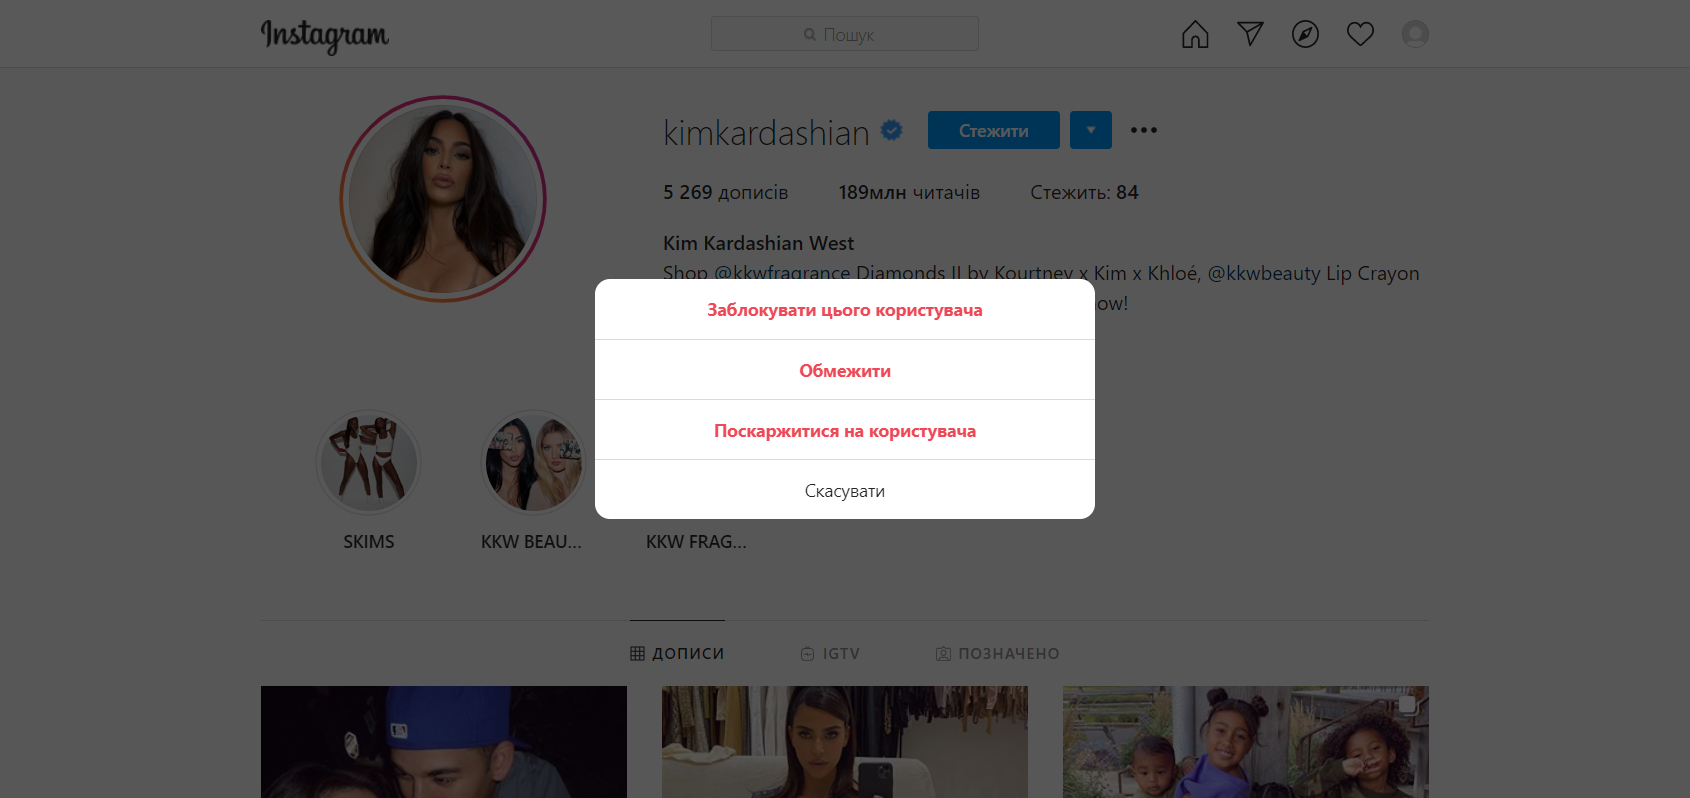 Instagram
Пошук
kimkardashian
Стежити
5 269 дописів 189млн читачів Стежить: 84
Kim Kardashian West
Shop @kkwfragrance Diamonds II by Kourtney x Kim x Khloé, @kkwbeauty Lip Crayon
ow!
Заблокувати цього користувача
Обмежити
Поскаржитися на користувача
Скасувати
SKIMS
KKW BEAU...
KKW FRAG...
ДОПИСИ
IGTV
ПОЗНАЧЕНО